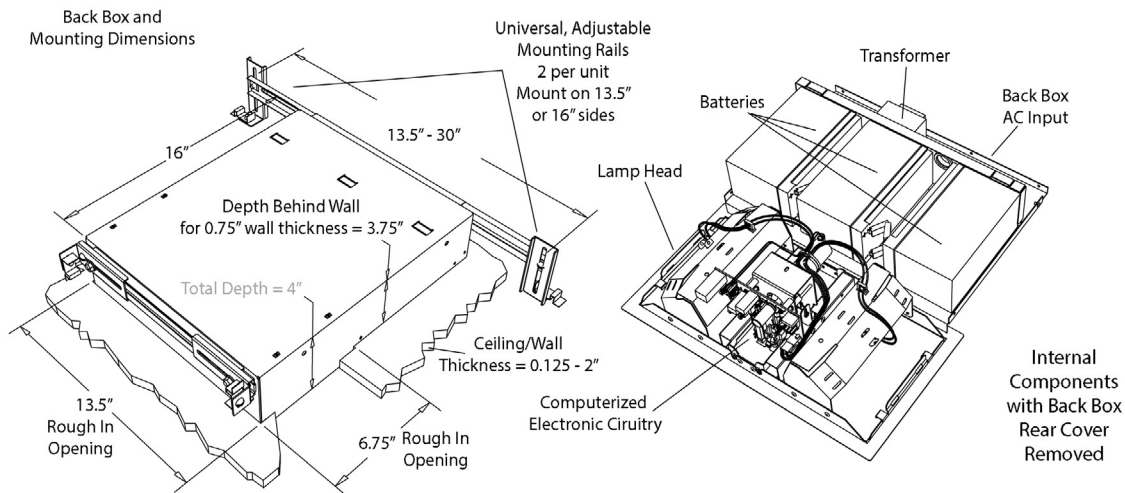 Back Box and
Mounting Dimensions
Universal, Adjustable
Mounting Rails
2 per unit
Mount on 13.5"
or 16" sides
13.5" - 30"
16"
Depth Behind Wall
for 0.75" wall thickness = 3.75"
Total Depth = 4"
Ceiling/Wall
Thickness = 0.125 - 2"
13.5"
Rough In
Opening
6.75" Rough In
Opening
Transformer
Batteries
Back Box
AC Input
Lamp Head
Computerized
Electronic Ciruitry
Internal
Components
with Back Box
Rear Cover
Removed